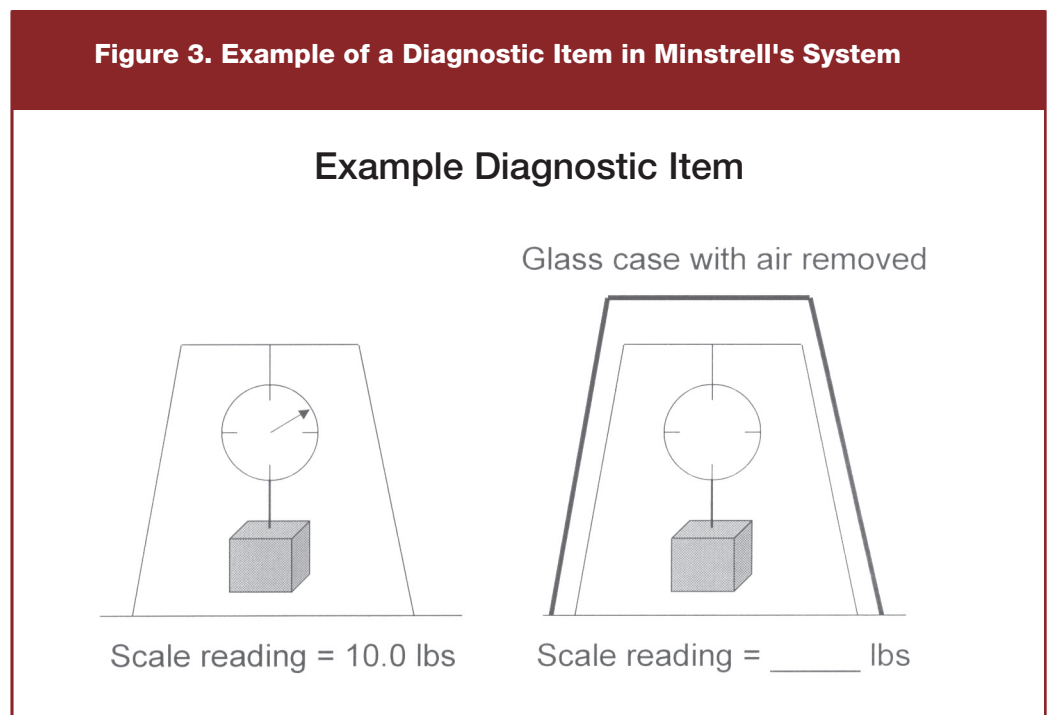 Figure 3. Example of a Diagnostic Item in Minstrell's System
Example Diagnostic Item
Glass case with air removed
Scale reading = 10.0 lbs
Scale reading = ______ lbs